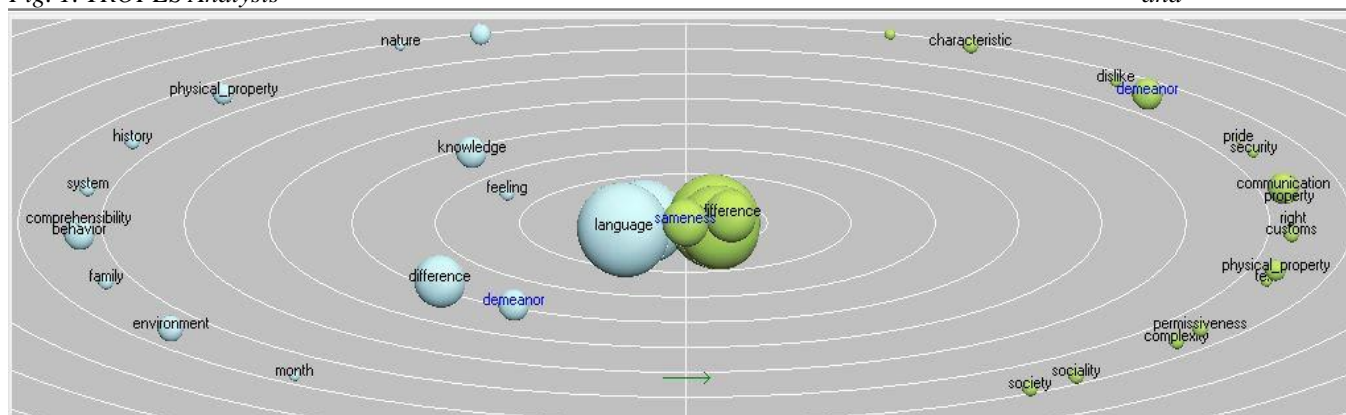 Fig. 1: TROPES Analysis and
nature
characteristic
physical_property
dislike
demeanor
history
pride
security
knowledge
system
feeling
communication
property
comprehensibility
behavior
language
sameness
difference
right
customs
family
difference
physical_property
demeanor
environment
permissiveness
complexity
month
society
sociality